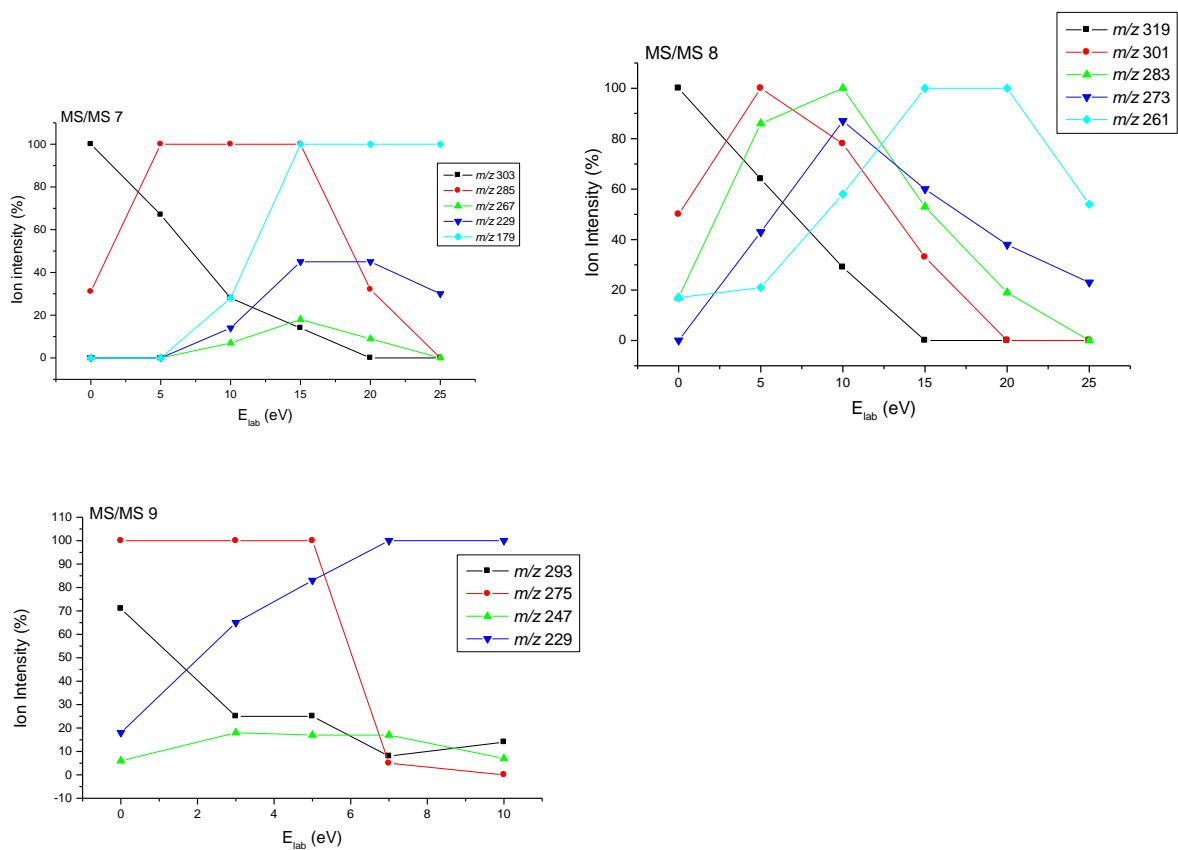 MS/MS 7
Ion intensity (%)
100
80
60
40
20
0
0 5 10 15 20 25
E_lab (eV)
m/z 303
m/z 285
m/z 267
m/z 229
m/z 179
MS/MS 8
Ion Intensity (%)
100
80
60
40
20
0
0 5 10 15 20 25
E_lab (eV)
m/z 319
m/z 301
m/z 283
m/z 273
m/z 261
MS/MS 9
Ion Intensity (%)
110
100
90
80
70
60
50
40
30
20
10
0
-10
0 2 4 6 8 10
E_lab (eV)
m/z 293
m/z 275
m/z 247
m/z 229